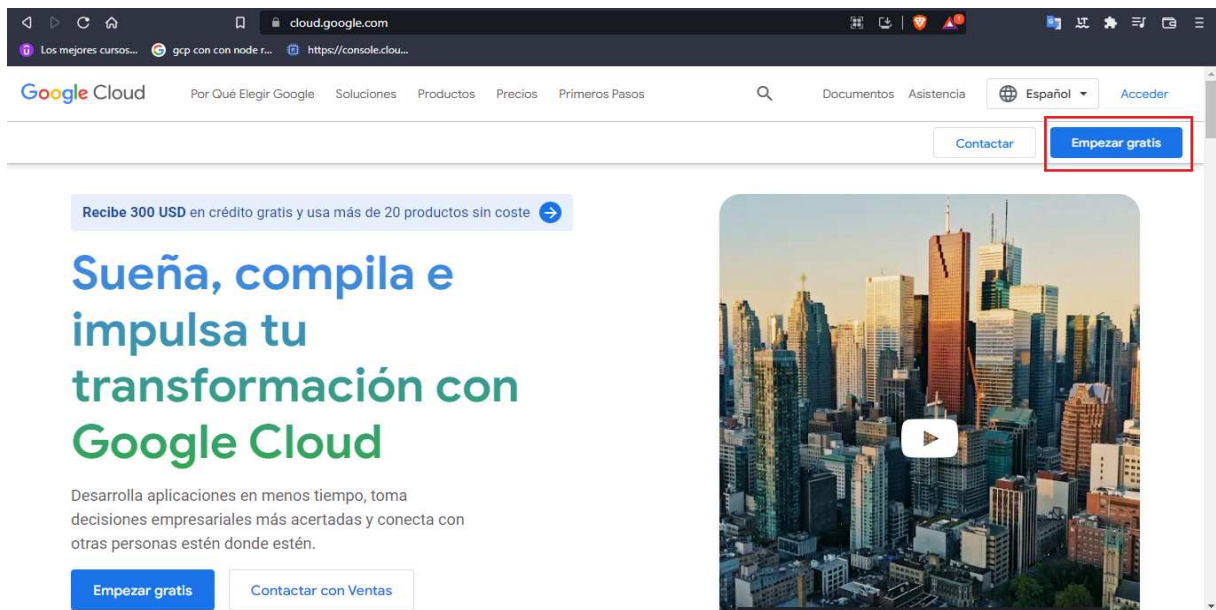 cloud.google.com
Los mejores cursos... gcp con con node r... https://console.clou...
Google Cloud Por Qué Elegir Google Soluciones Productos Precios Primeros Pasos Documentos Asistencia Español Acceder
Contactar Empezar gratis
Recibe 300 USD en crédito gratis y usa más de 20 productos sin coste
Sueña, compila e
impulsa tu
transformación con
Google Cloud
Desarrolla aplicaciones en menos tiempo, toma
decisiones empresariales más acertadas y conecta con
otras personas estén donde estén.
Empezar gratis Contactar con Ventas